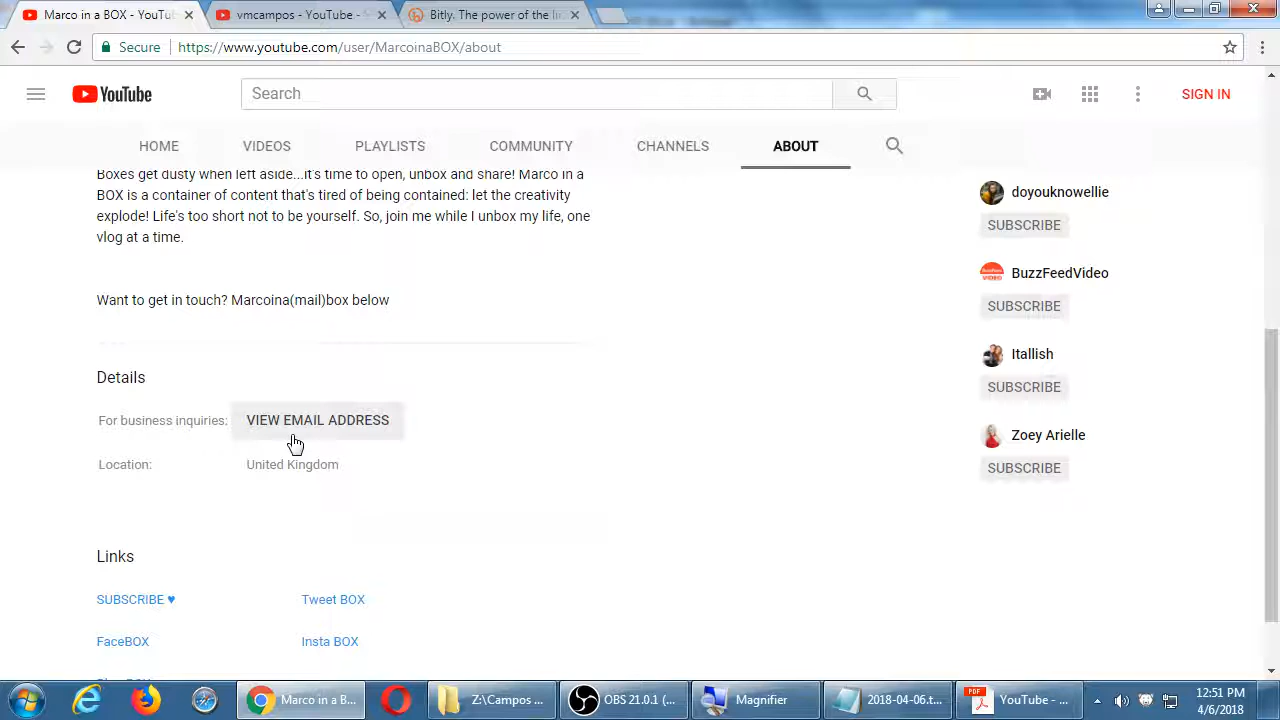 Marco in a BOX - YouTu
vmcampos - YouTube -
Bitly. The power of the li
Secure
https://www.youtube.com/user/MarcoinaBOX/about
YouTube
Search
SIGN IN
HOME VIDEOS PLAYLISTS COMMUNITY CHANNELS ABOUT
Boxes get dusty when left aside...it's time to open, unbox and share! Marco in a
BOX is a container of content that's tired of being contained: let the creativity
explode! Life's too short not to be yourself. So, join me while I unbox my life, one
vlog at a time.
Want to get in touch? Marcoina(mail)box below
Details
For business inquiries: VIEW EMAIL ADDRESS
Location: United Kingdom
Links
SUBSCRIBE ♥ Tweet BOX
FaceBOX Insta BOX
doyouknowellie
SUBSCRIBE
BuzzFeedVideo
SUBSCRIBE
Itallish
SUBSCRIBE
Zoey Arielle
SUBSCRIBE
Marco in a B...
Z:\Campos ...
OBS 21.0.1 (...
Magnifier
2018-04-06.t...
PDF
YouTube - ...
12:51 PM
4/6/2018